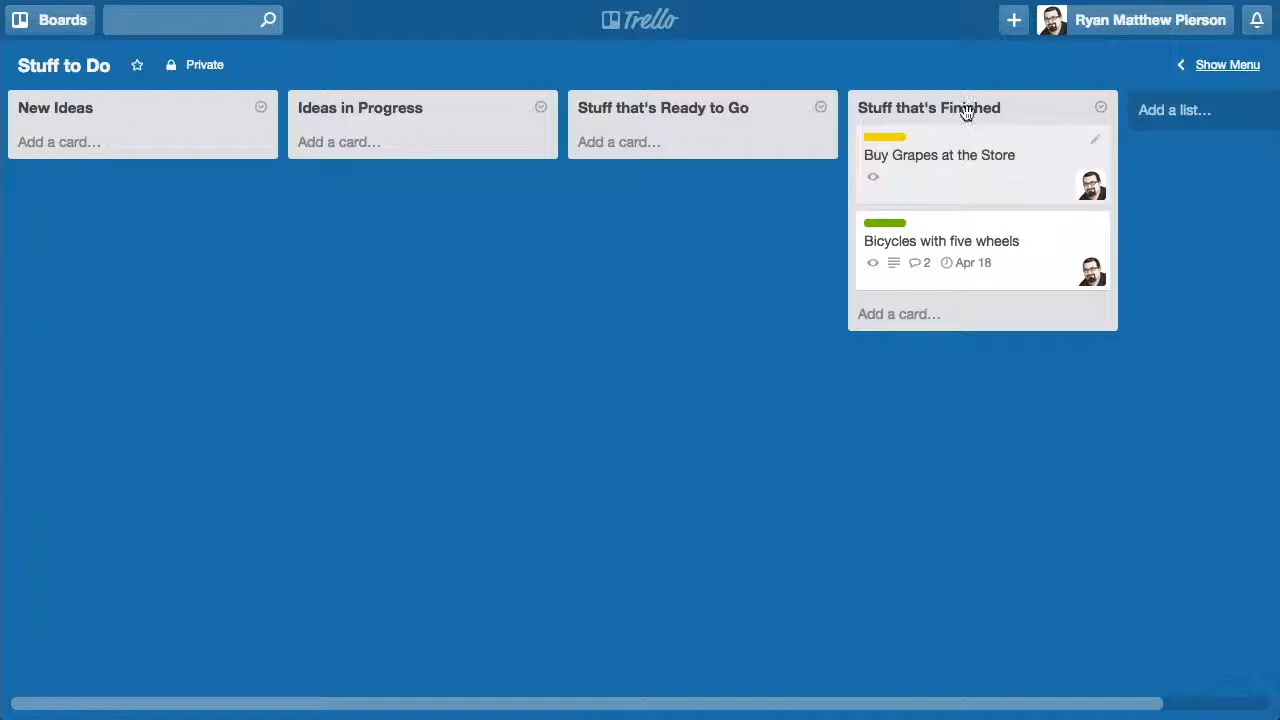 Boards
Trello
Ryan Matthew Pierson
Stuff to Do
Private
Show Menu
New Ideas
Add a card...
Ideas in Progress
Add a card...
Stuff that's Ready to Go
Add a card...
Stuff that's Finished
Buy Grapes at the Store
Bicycles with five wheels
2
Apr 18
Add a card...
Add a list...